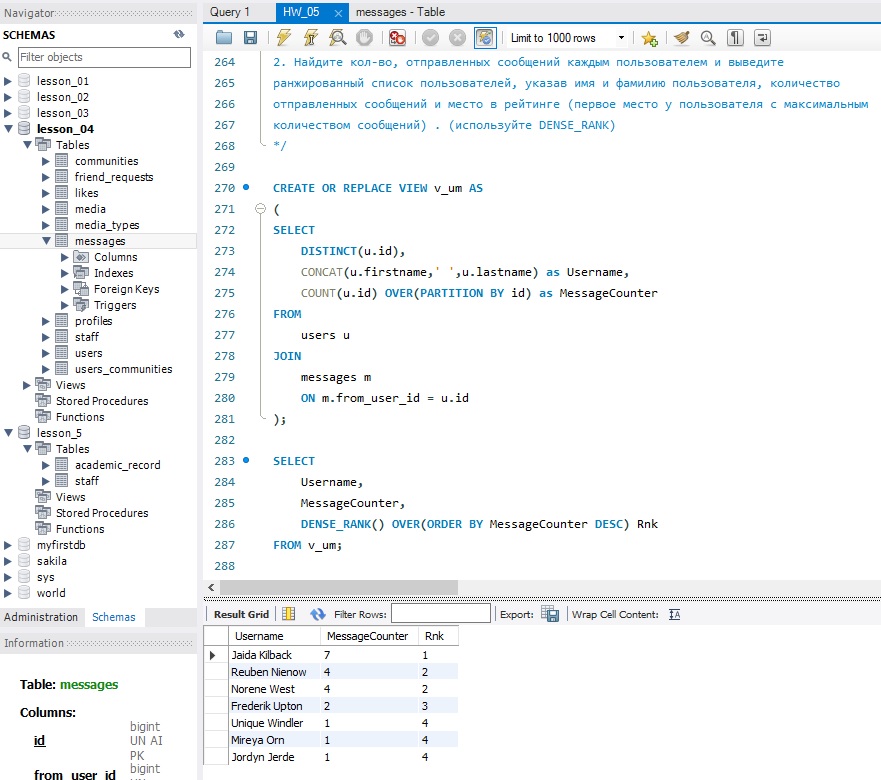 Navigator
SCHEMAS
Filter objects
lesson_01
lesson_02
lesson_03
lesson_04
Tables
communities
friend_requests
likes
media
media_types
messages
Columns
Indexes
Foreign Keys
Triggers
profiles
staff
users
users_communities
Views
Stored Procedures
Functions
lesson_5
Tables
academic_record
staff
Views
Stored Procedures
Functions
myfirstdb
sakila
sys
world
Administration Schemas
Information
Table: messages
Columns:
id bigint UN AI PK
from_user_id bigint
Query 1 HW_05 messages - Table
Limit to 1000 rows
264 2. Найдите кол-во, отправленных сообщений каждым пользователем и выведите
265 ранжированный список пользователей, указав имя и фамилию пользователя, количество
266 отправленных сообщений и место в рейтинге (первое место у пользователя с максимальным
267 количеством сообщений) . (используйте DENSE_RANK)
268 */
269
270 CREATE OR REPLACE VIEW v_um AS
271 (
272 SELECT
273 DISTINCT(u.id),
274 CONCAT(u.firstname,' ',u.lastname) as Username,
275 COUNT(u.id) OVER(PARTITION BY id) as MessageCounter
276 FROM
277 users u
278 JOIN
279 messages m
280 ON m.from_user_id = u.id
281 );
282
283 SELECT
284 Username,
285 MessageCounter,
286 DENSE_RANK() OVER(ORDER BY MessageCounter DESC) Rnk
287 FROM v_um;
288
Result Grid Filter Rows: Export: Wrap Cell Content:
Username MessageCounter Rnk
Jaida Kilback 7 1
Reuben Nienow 4 2
Norene West 4 2
Frederik Upton 2 3
Unique Windler 1 4
Mireya Orn 1 4
Jordyn Jerde 1 4